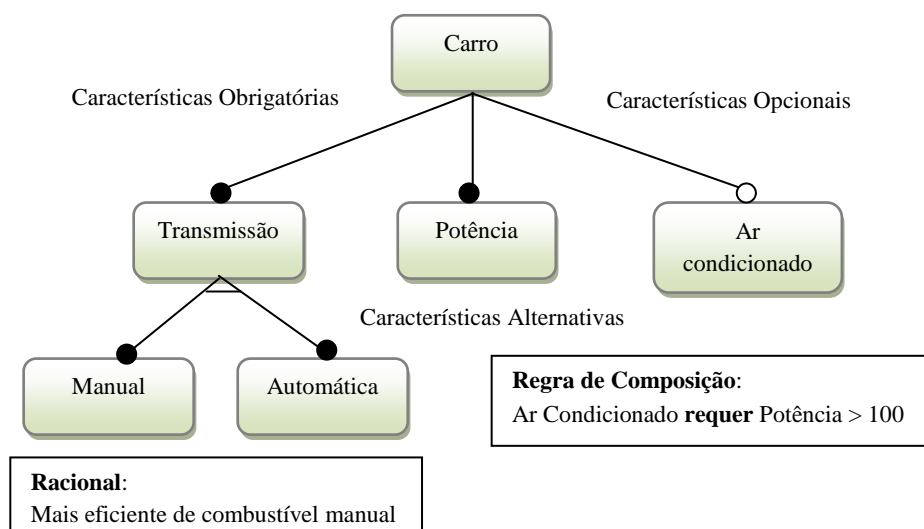 Carro
Características Obrigatórias
Características Opcionais
Transmissão
Potência
Ar
condicionado
Características Alternativas
Manual
Automática
Regra de Composição:
Ar Condicionado requer Potência > 100
Racional:
Mais eficiente de combustível manual